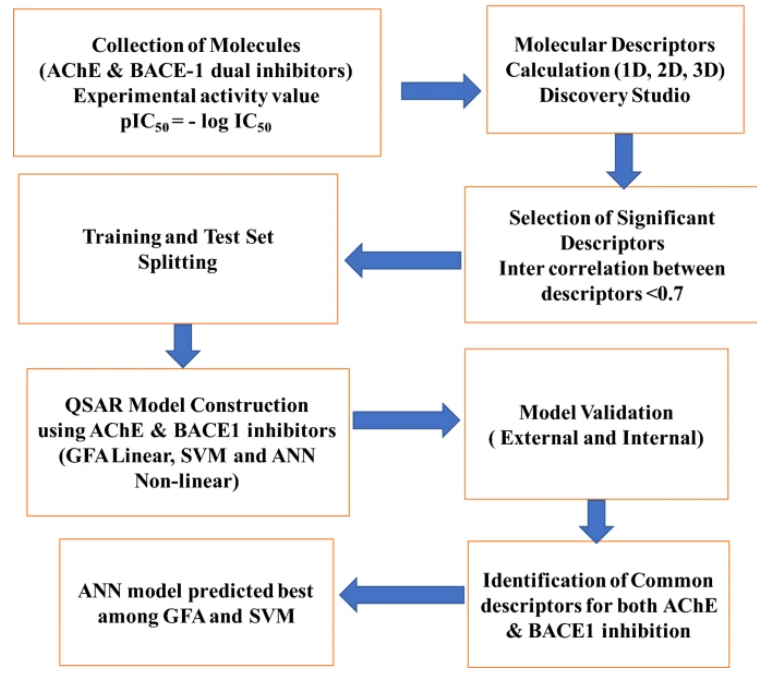 Collection of Molecules
(AChE & BACE-1 dual inhibitors)
Experimental activity value
pIC₅₀ = - log IC₅₀
Molecular Descriptors
Calculation (1D, 2D, 3D)
Discovery Studio
Selection of Significant
Descriptors
Inter correlation between
descriptors <0.7
Training and Test Set
Splitting
QSAR Model Construction
using AChE & BACE1 inhibitors
(GFA Linear, SVM and ANN
Non-linear)
Model Validation
( External and Internal)
Identification of Common
descriptors for both AChE
& BACE1 inhibition
ANN model predicted best
among GFA and SVM